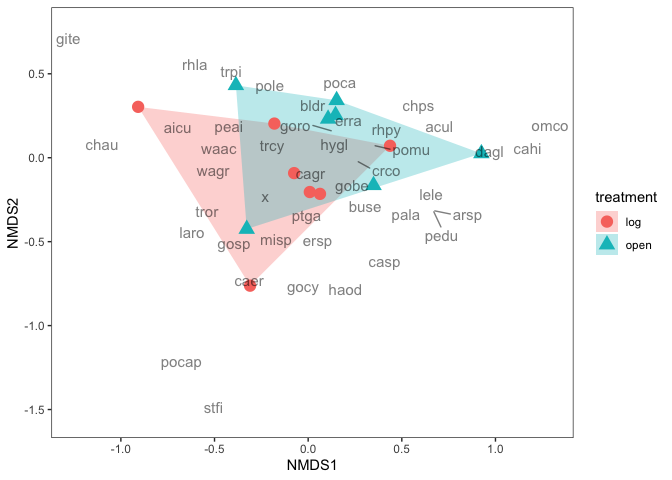 gite
rhla
trpi
0.5
pole
poca
bldr
chps
erra
goro
aicu
peai
rhpy
acul
omco
chau
waac
trcy
hygl
pomu
dagl
cahi
0.0
wagr
cagr
crco
gobe
x
lele
tror
ptga
buse
pala
arsp
laro
gosp
misp
ersp
pedu
-0.5
NMDS2
casp
caer
gocy
haod
-1.0
pocap
stfi
-1.5
-1.0
-0.5
0.0
0.5
1.0
NMDS1
treatment
log
open